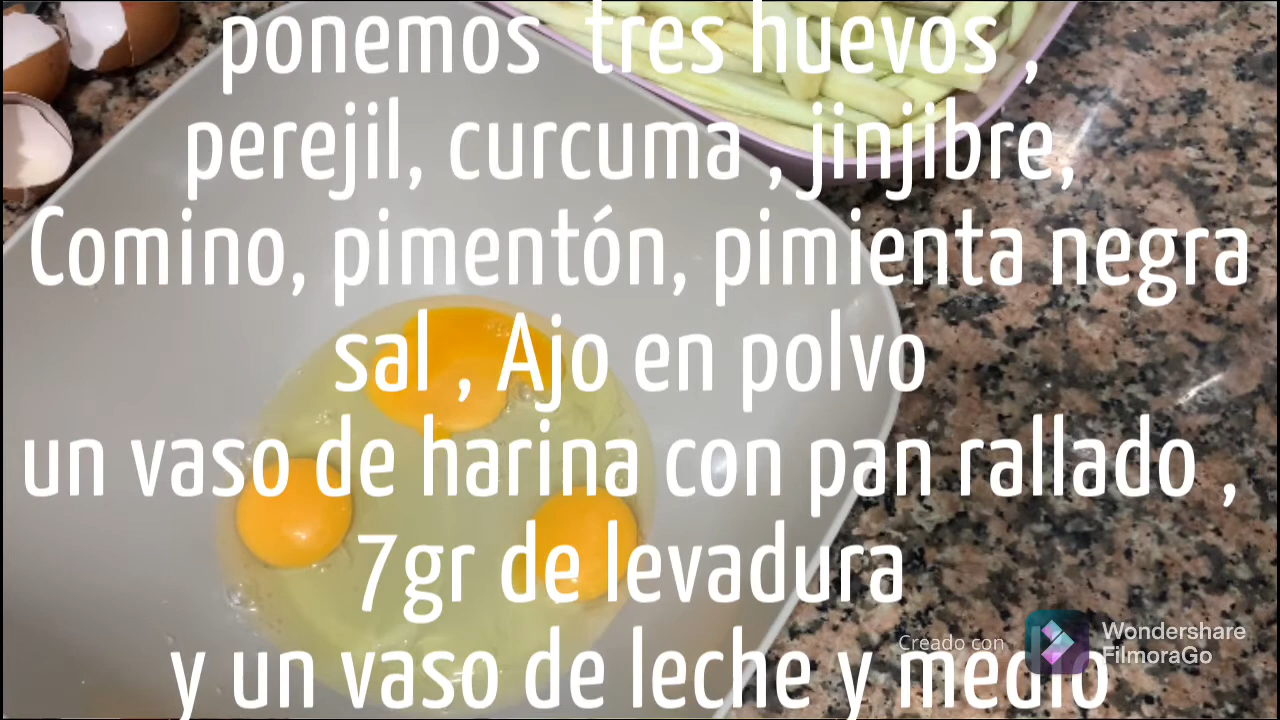 ponemos tres huevos ,
perejil, curcuma , jinjibre,
Comino, pimentón, pimienta negra
sal , Ajo en polvo
un vaso de harina con pan rallado ,
7gr de levadura
y un vaso de leche y medio
Creado con
Wondershare
FilmoraGo